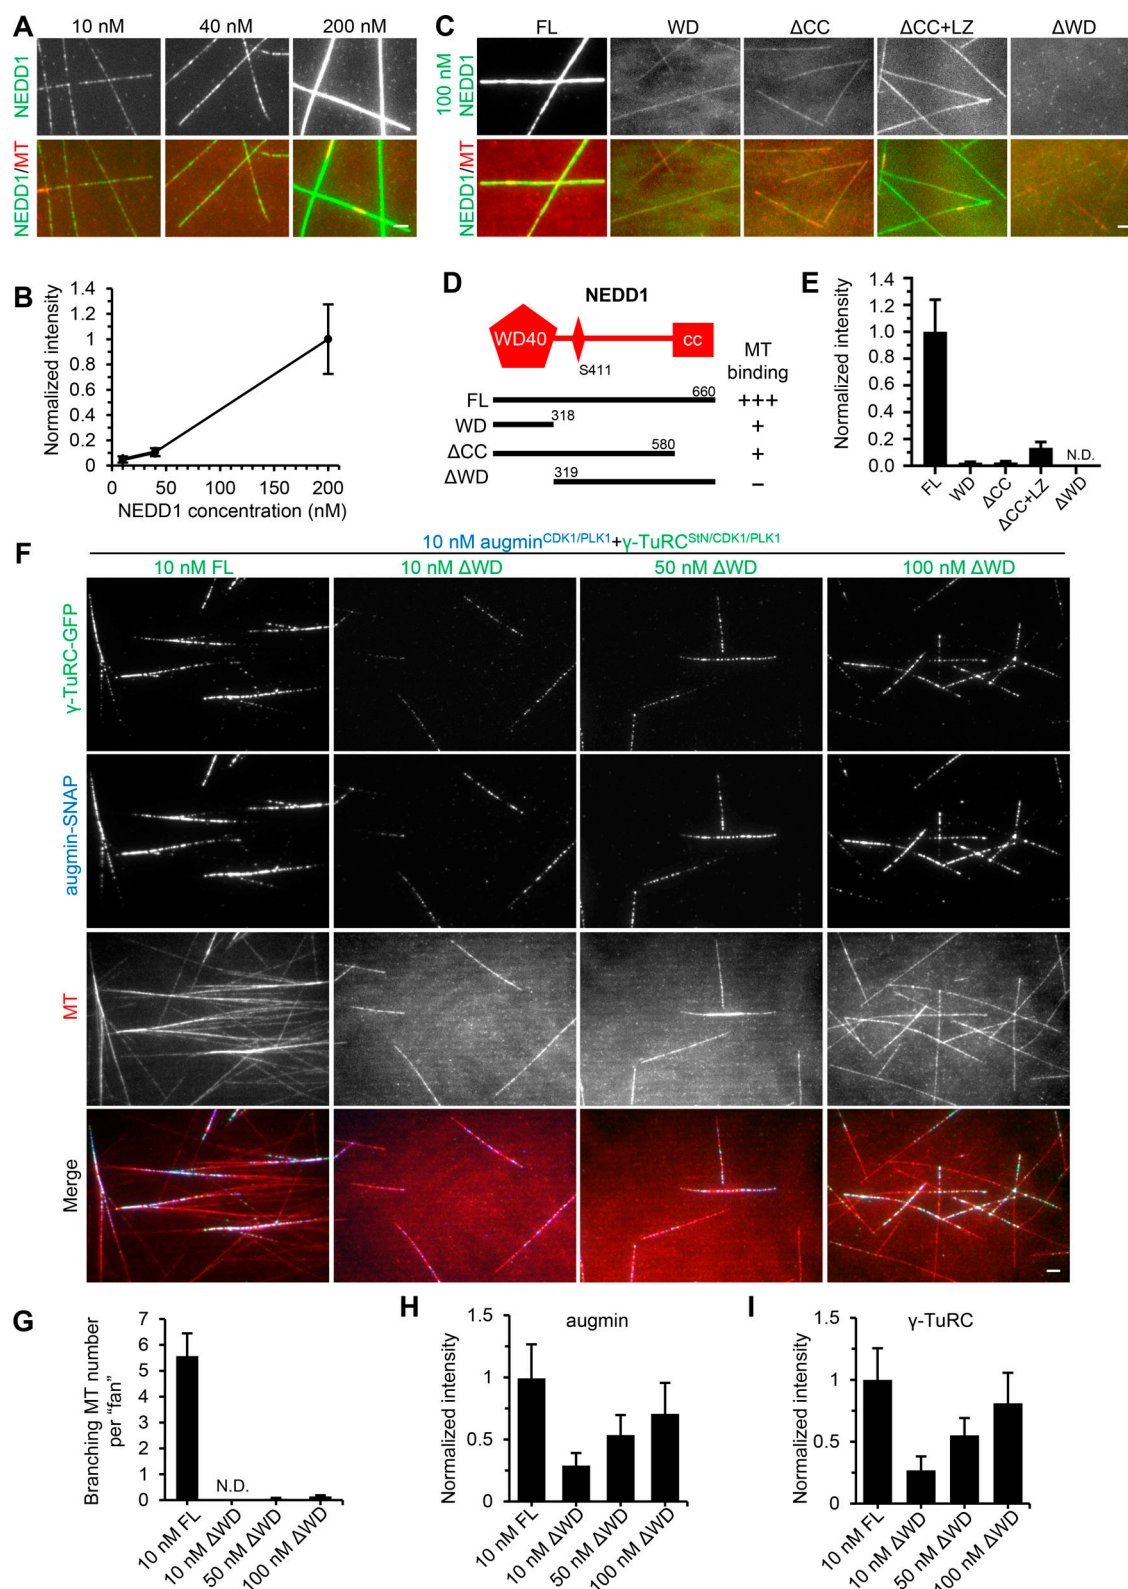 A
10 nM
40 nM
200 nM
NEDD1
NEDD1/MT
C
FL
WD
ΔCC
ΔCC+LZ
ΔWD
100 nM
NEDD1
NEDD1/MT
B
Normalized intensity
1.4
1.2
1
0.8
0.6
0.4
0.2
0
0
50
100
150
200
NEDD1 concentration (nM)
D
NEDD1
WD40
CC
S411
MT
binding
FL
660
+++
WD
318
+
ΔCC
580
+
ΔWD
319
–
E
Normalized intensity
1.4
1.2
1.0
0.8
0.6
0.4
0.2
0.0
N.D.
FL
WD
ΔCC
ΔCC+LZ
ΔWD
F
10 nM augmin^CDK1/PLK1+γ-TuRC^StN/CDK1/PLK1
10 nM FL
10 nM ΔWD
50 nM ΔWD
100 nM ΔWD
γ-TuRC-GFP
augmin-SNAP
MT
Merge
G
Branching MT number
per “fan”
7
6
5
4
3
2
1
0
N.D.
10 nM FL
10 nM ΔWD
50 nM ΔWD
100 nM ΔWD
H
augmin
Normalized intensity
1.5
1
0.5
0
10 nM FL
10 nM ΔWD
50 nM ΔWD
100 nM ΔWD
I
γ-TuRC
Normalized intensity
1.5
1
0.5
0
10 nM FL
10 nM ΔWD
50 nM ΔWD
100 nM ΔWD